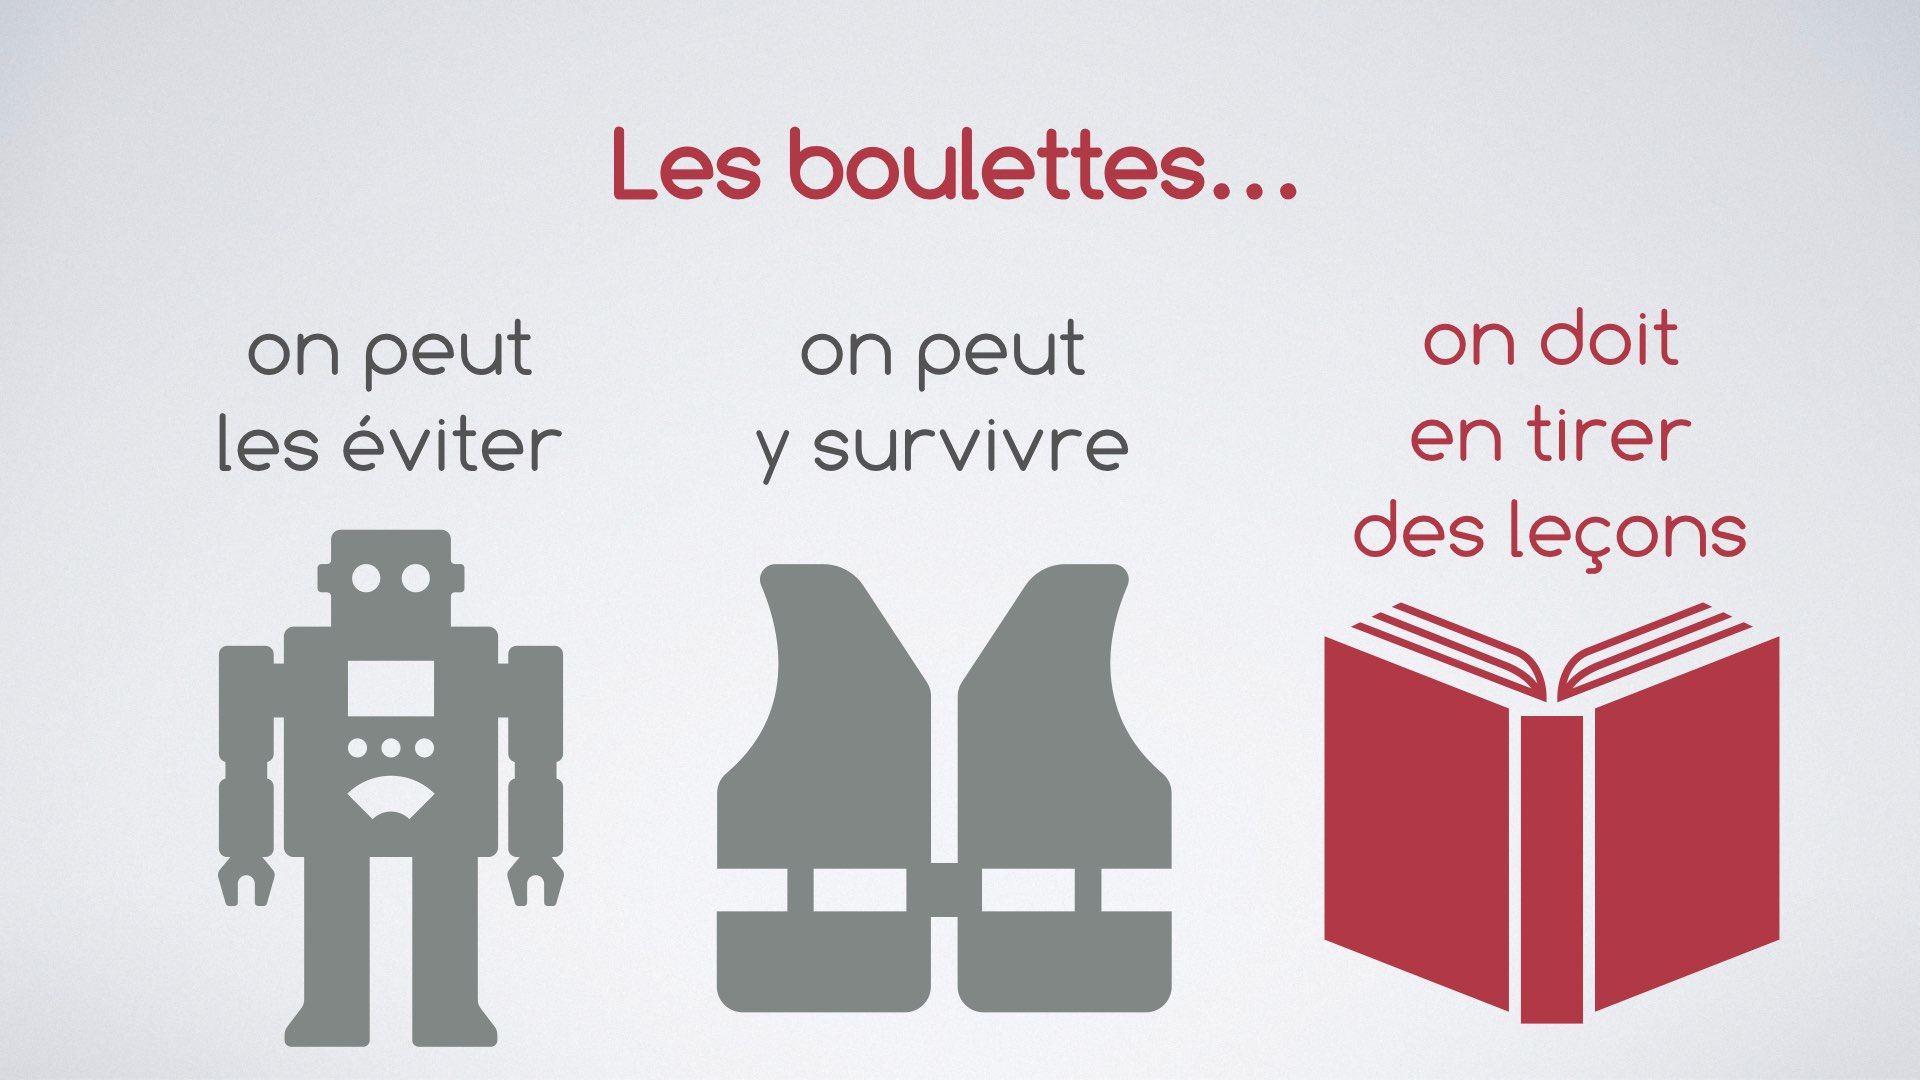 Les boulettes...
on peut
les éviter
on peut
y survivre
on doit
en tirer
des leçons